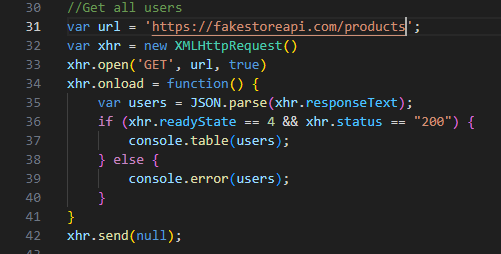 30 //Get all users
31 var url = 'https://fakestoreapi.com/products';
32 var xhr = new XMLHttpRequest()
33 xhr.open('GET', url, true)
34 xhr.onload = function() {
35     var users = JSON.parse(xhr.responseText);
36     if (xhr.readyState == 4 && xhr.status == "200") {
37         console.table(users);
38     } else {
39         console.error(users);
40     }
41 }
42 xhr.send(null);